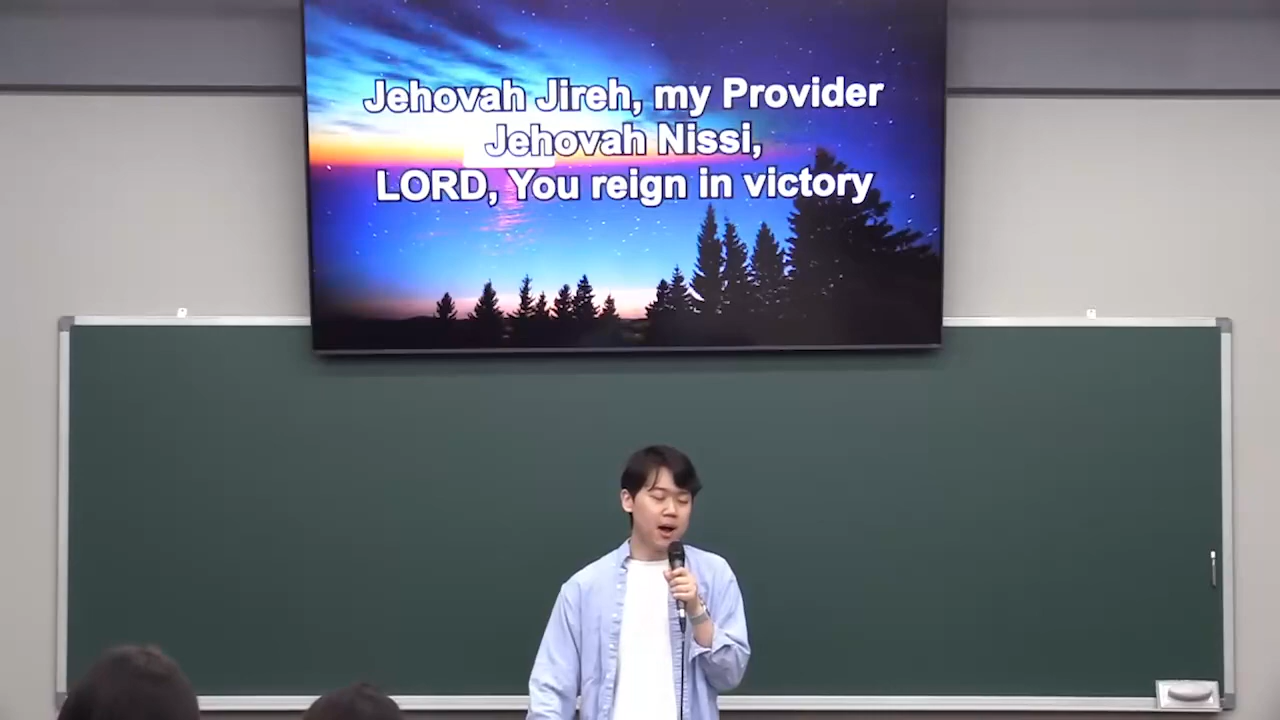 Jehovah Jireh, my Provider
Jehovah Nissi,
LORD, You reign in victory